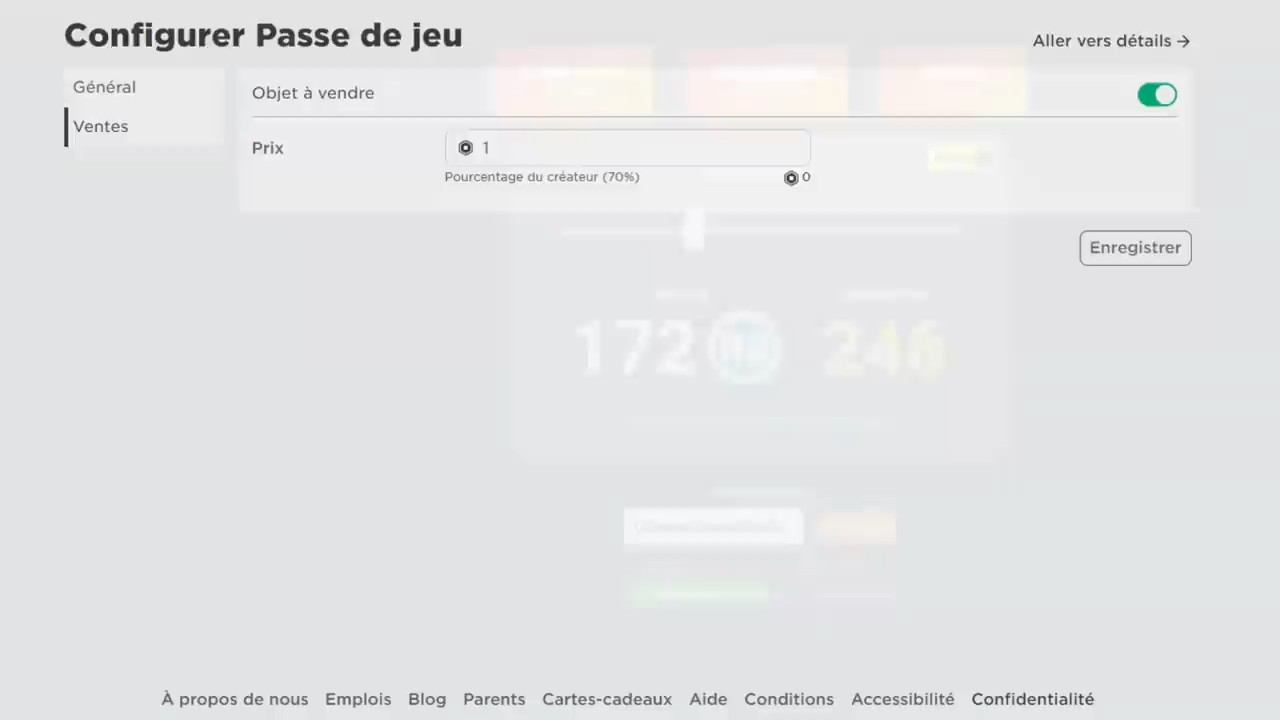 Configurer Passe de jeu
Aller vers détails →
Général
Ventes
Objet à vendre
Prix
1
Pourcentage du créateur (70%)
0
Enregistrer
172
246
À propos de nous Emplois Blog Parents Cartes-cadeaux Aide Conditions Accessibilité Confidentialité